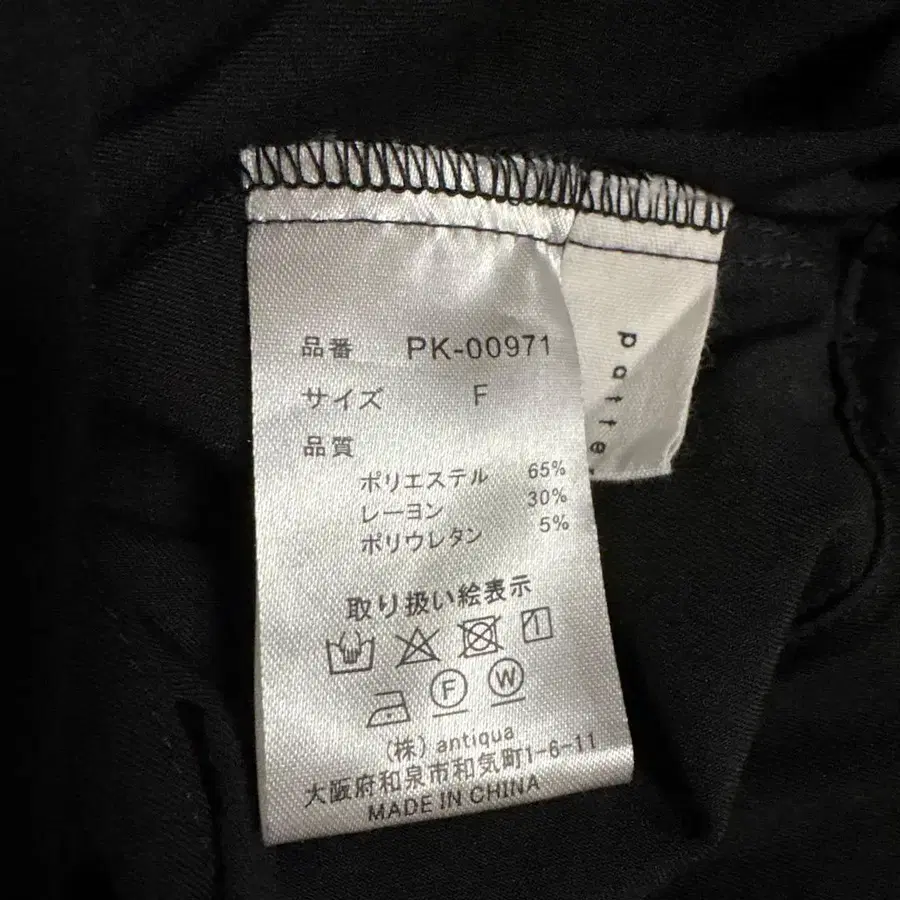 品番 PK-00971
サイズ F
品質
ポリエステル 65%
レーヨン 30%
ポリウレタン 5%
取り扱い絵表示
F W
(株) antiqua
大阪府和泉市和気町1-6-11
MADE IN CHINA
patter